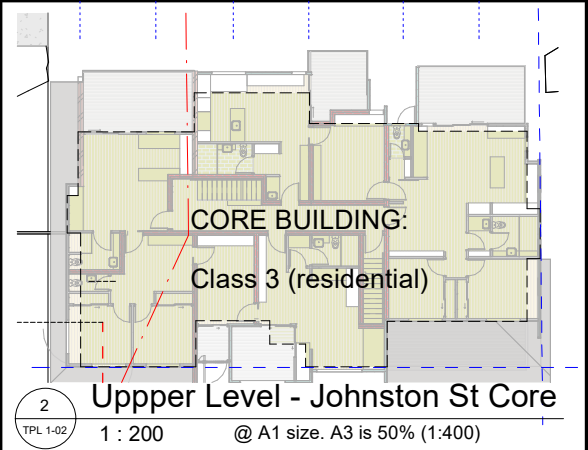 CORE BUILDING:
Class 3 (residential)
2
Uppper Level - Johnston St Core
TPL 1-02
1 : 200
@ A1 size. A3 is 50% (1:400)